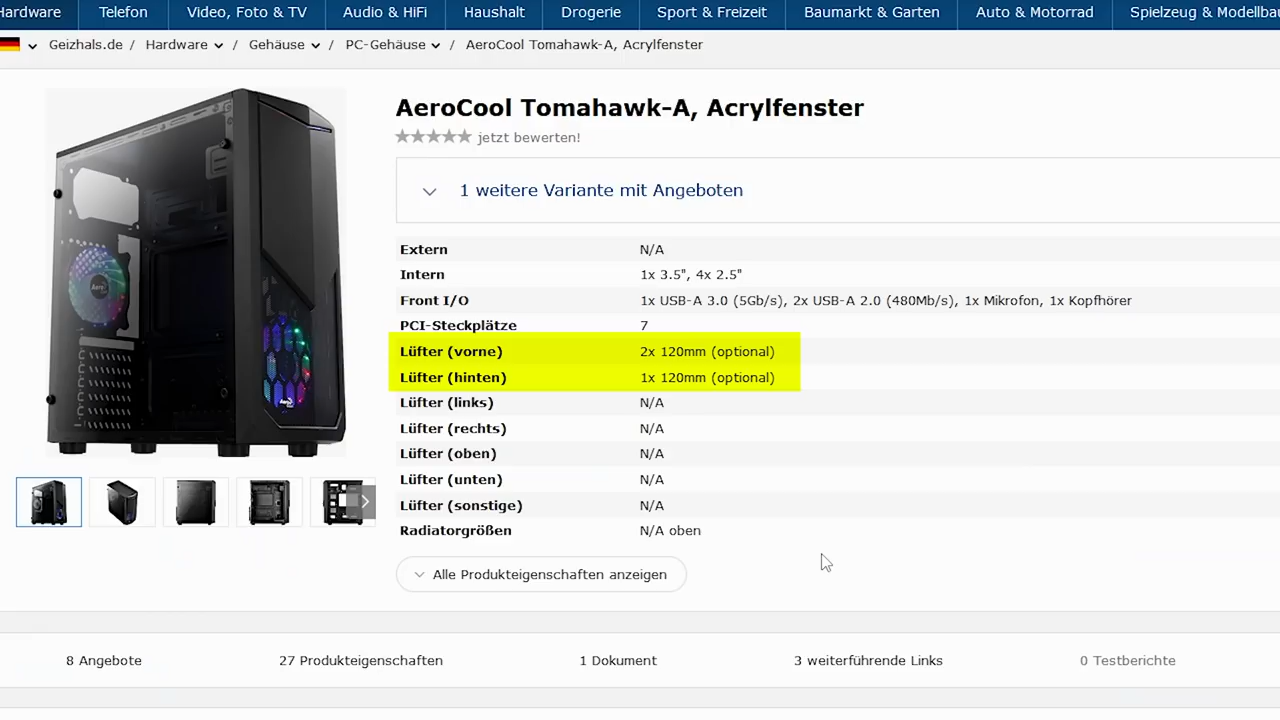 Hardware Telefon Video, Foto & TV Audio & HiFi Haushalt Drogerie Sport & Freizeit Baumarkt & Garten Auto & Motorrad Spielzeug & Modellbau
Geizhals.de / Hardware / Gehäuse / PC-Gehäuse / AeroCool Tomahawk-A, Acrylfenster
AeroCool Tomahawk-A, Acrylfenster
jetzt bewerten!
1 weitere Variante mit Angeboten
Extern N/A
Intern 1x 3.5", 4x 2.5"
Front I/O 1x USB-A 3.0 (5Gb/s), 2x USB-A 2.0 (480Mb/s), 1x Mikrofon, 1x Kopfhörer
PCI-Steckplätze 7
Lüfter (vorne) 2x 120mm (optional)
Lüfter (hinten) 1x 120mm (optional)
Lüfter (links) N/A
Lüfter (rechts) N/A
Lüfter (oben) N/A
Lüfter (unten) N/A
Lüfter (sonstige) N/A
Radiatorgrößen N/A oben
Alle Produkteigenschaften anzeigen
8 Angebote 27 Produkteigenschaften 1 Dokument 3 weiterführende Links 0 Testberichte